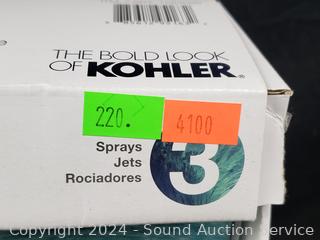 THE BOLD LOOK
OF KOHLER®
220.
4100
Sprays
Jets
Rociadores
3
Copyright 2024 - Sound Auction Service